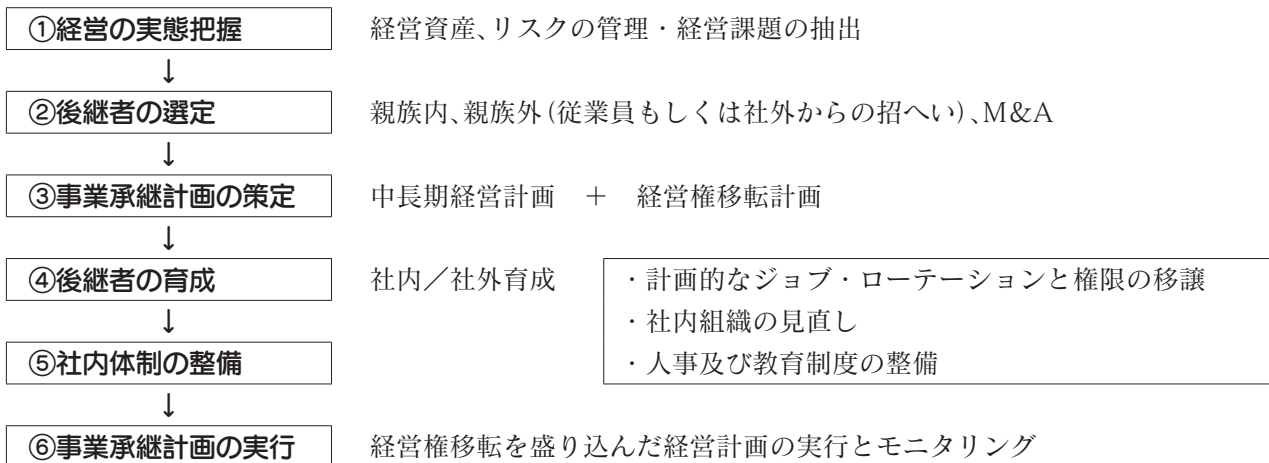 ①経営の実態把握　経営資産、リスクの管理・経営課題の抽出
↓
②後継者の選定　親族内、親族外(従業員もしくは社外からの招へい)、M&A
↓
③事業承継計画の策定　中長期経営計画　＋　経営権移転計画
↓
④後継者の育成　社内／社外育成　・計画的なジョブ・ローテーションと権限の移譲
↓　・社内組織の見直し
⑤社内体制の整備　・人事及び教育制度の整備
↓
⑥事業承継計画の実行　経営権移転を盛り込んだ経営計画の実行とモニタリング